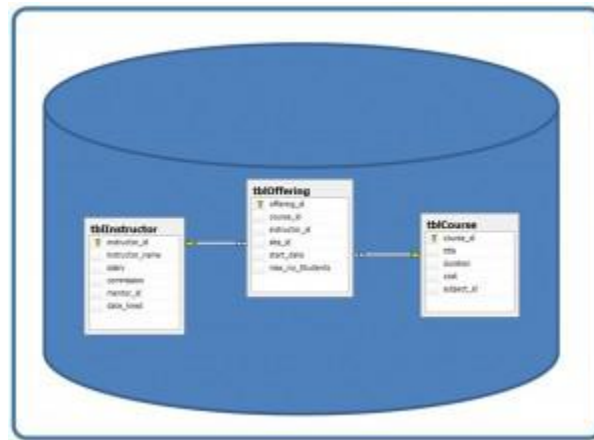 tblInstructor
instructor_id
instructor_name
salary
commission
mentor_id
date_hired
tblOffering
offering_id
course_id
instructor_id
site_id
start_date
max_no_Students
tblCourse
course_id
title
duration
cost
subject_id